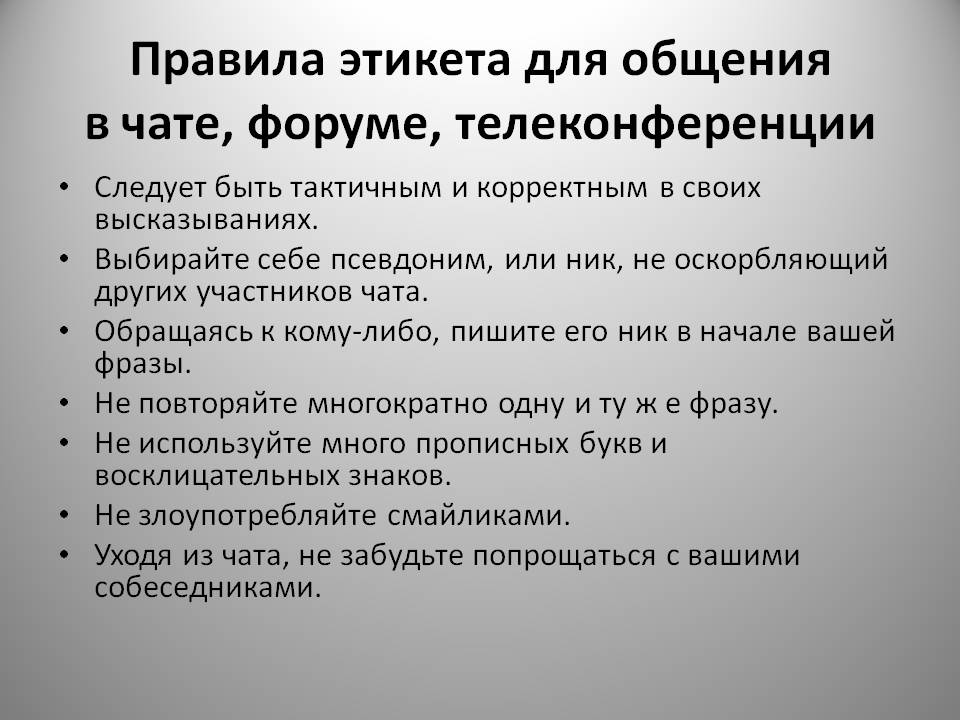 Правила этикета для общения
в чате, форуме, телеконференции
• Следует быть тактичным и корректным в своих
высказываниях.
• Выбирайте себе псевдоним, или ник, не оскорбляющий
других участников чата.
• Обращаясь к кому-либо, пишите его ник в начале вашей
фразы.
• Не повторяйте многократно одну и ту ж е фразу.
• Не используйте много прописных букв и
восклицательных знаков.
• Не злоупотребляйте смайликами.
• Уходя из чата, не забудьте попрощаться с вашими
собеседниками.